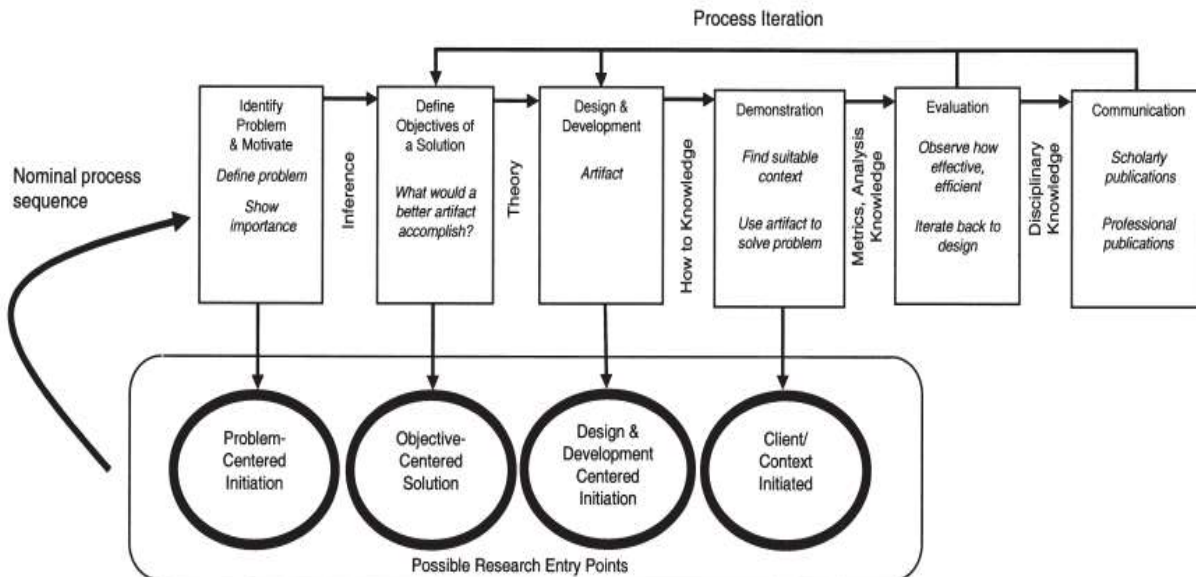 Process Iteration
Nominal process
sequence
Identify
Problem
& Motivate
Define problem
Show
importance
Inference
Define
Objectives of
a Solution
What would a
better artifact
accomplish?
Theory
Design &
Development
Artifact
How to Knowledge
Demonstration
Find suitable
context
Use artifact to
solve problem
Metrics, Analysis
Knowledge
Evaluation
Observe how
effective,
efficient
Iterate back to
design
Disciplinary
Knowledge
Communication
Scholarly
publications
Professional
publications
Problem-
Centered
Initiation
Objective-
Centered
Solution
Design &
Development
Centered
Initiation
Client/
Context
Initiated
Possible Research Entry Points